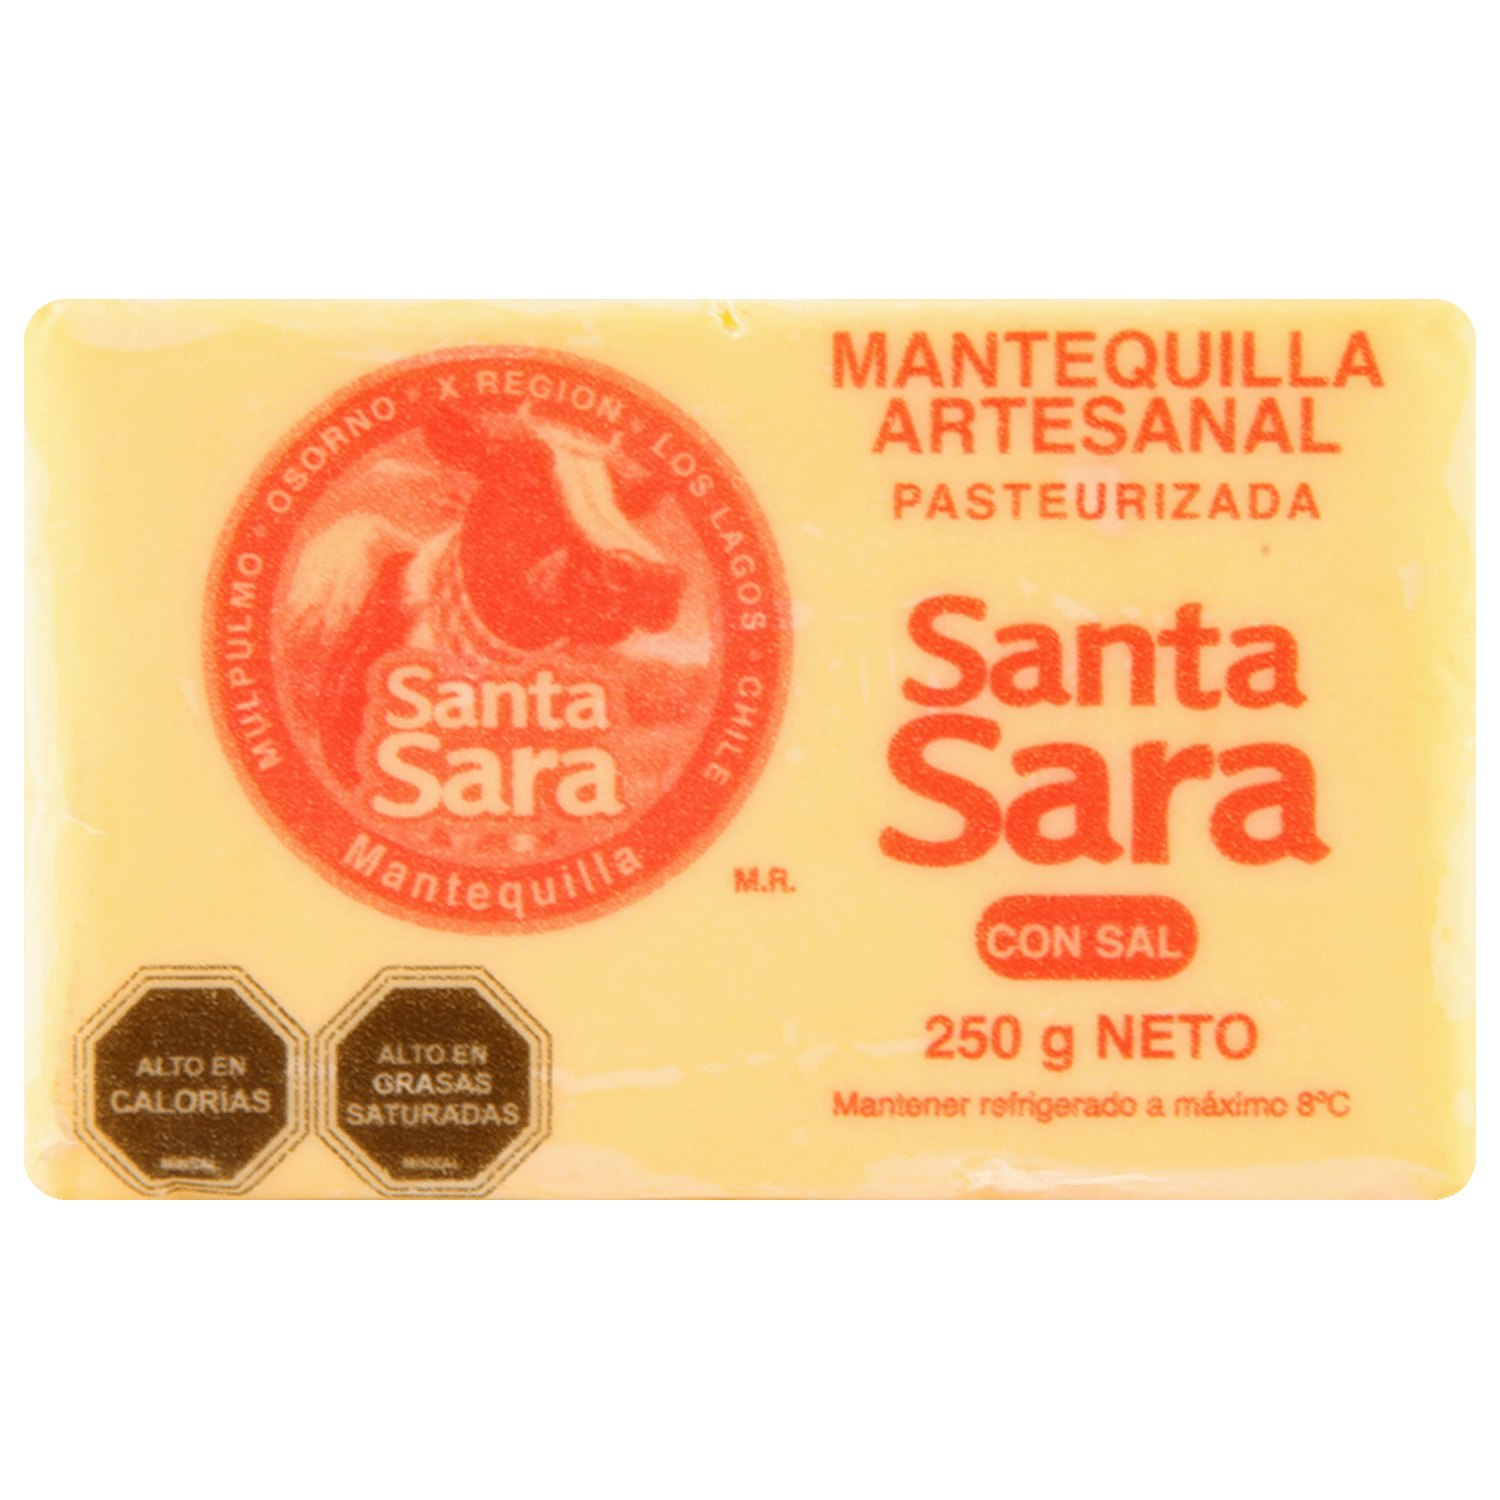 MULPULMO • OSORNO • X REGION • LOS LAGOS • CHILE
Santa
Sara
Mantequilla
M.R.
MANTEQUILLA
ARTESANAL
PASTEURIZADA
Santa
Sara
CON SAL
250 g NETO
Mantener refrigerado a máximo 8ºC
ALTO EN
CALORÍAS
ALTO EN
GRASAS
SATURADAS